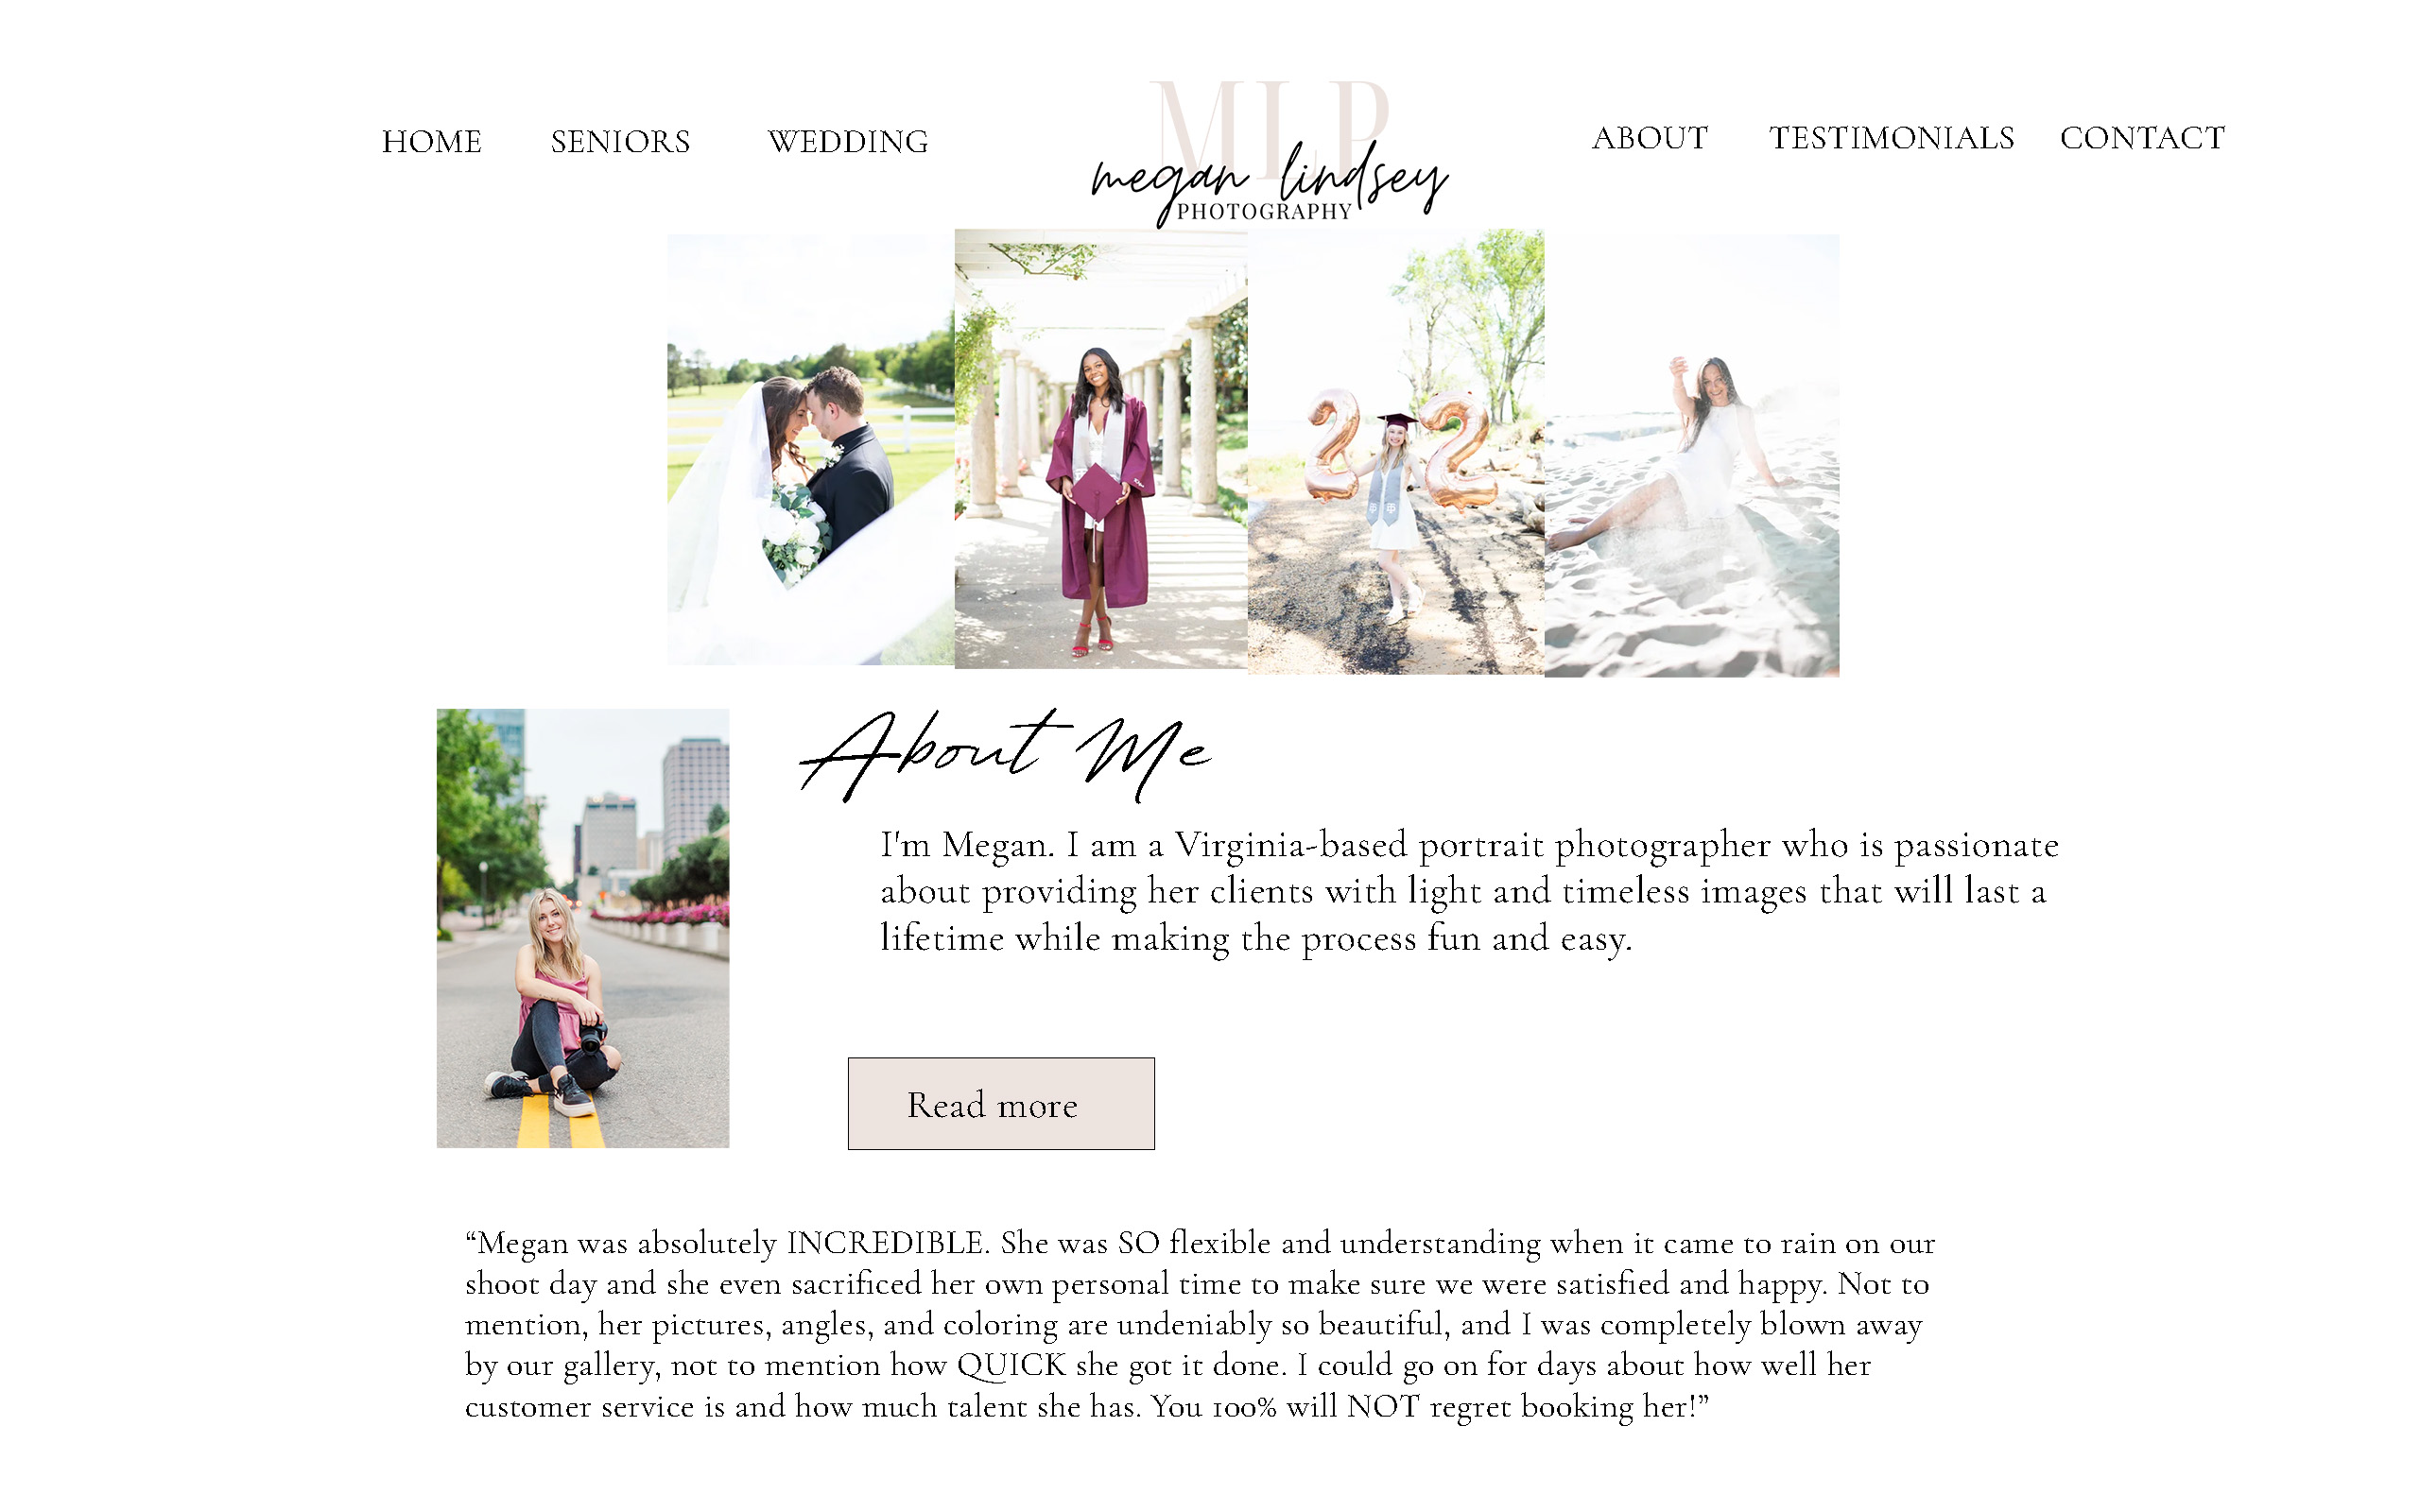 HOME SENIORS WEDDING
MLP
megan lindsey
PHOTOGRAPHY
ABOUT TESTIMONIALS CONTACT
22
About Me
I'm Megan. I am a Virginia-based portrait photographer who is passionate
about providing her clients with light and timeless images that will last a
lifetime while making the process fun and easy.
Read more
“Megan was absolutely INCREDIBLE. She was SO flexible and understanding when it came to rain on our
shoot day and she even sacrificed her own personal time to make sure we were satisfied and happy. Not to
mention, her pictures, angles, and coloring are undeniably so beautiful, and I was completely blown away
by our gallery, not to mention how QUICK she got it done. I could go on for days about how well her
customer service is and how much talent she has. You 100% will NOT regret booking her!”